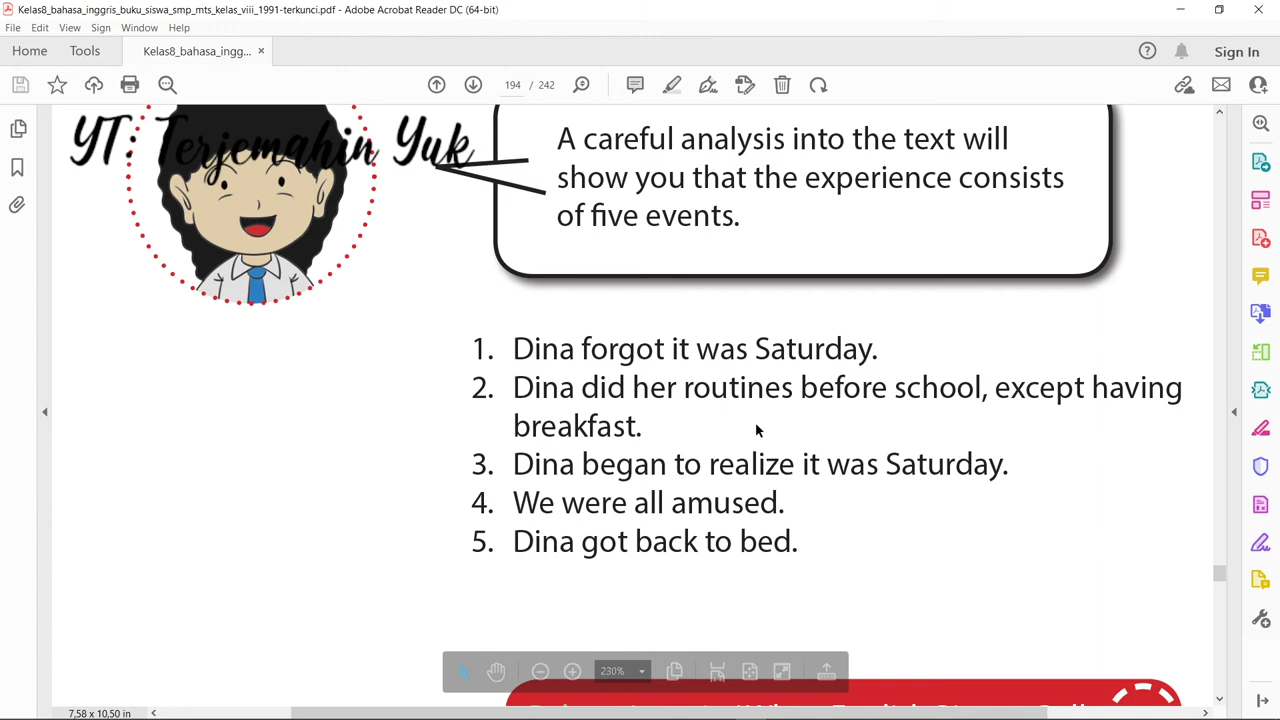 Kelas8_bahasa_inggris_buku_siswa_smp_mts_kelas_viii_1991-terkunci.pdf - Adobe Acrobat Reader DC (64-bit)
File Edit View Sign Window Help
Home Tools Kelas8_bahasa_ingg... × Sign In
194 / 242
YT: Terjemahin Yuk
A careful analysis into the text will
show you that the experience consists
of five events.
1. Dina forgot it was Saturday.
2. Dina did her routines before school, except having
breakfast.
3. Dina began to realize it was Saturday.
4. We were all amused.
5. Dina got back to bed.
230%
7,58 x 10,50 in